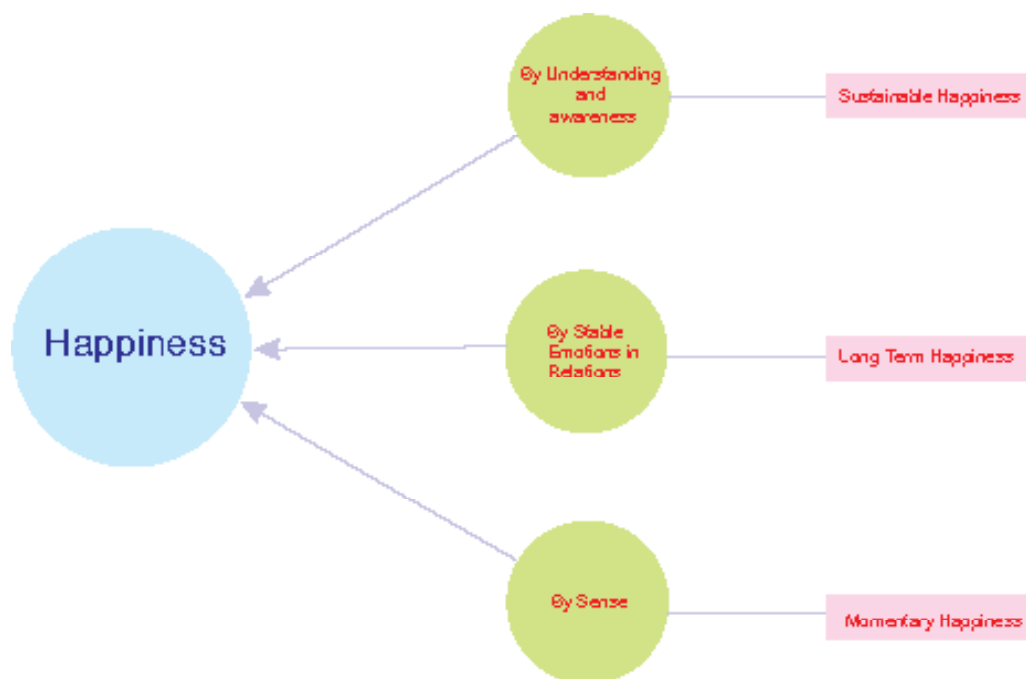 By Understanding
and
awareness
Sustainable Happiness
Happiness
By Stable
Emotions in
Relations
Long Term Happiness
By Sense
Momentary Happiness